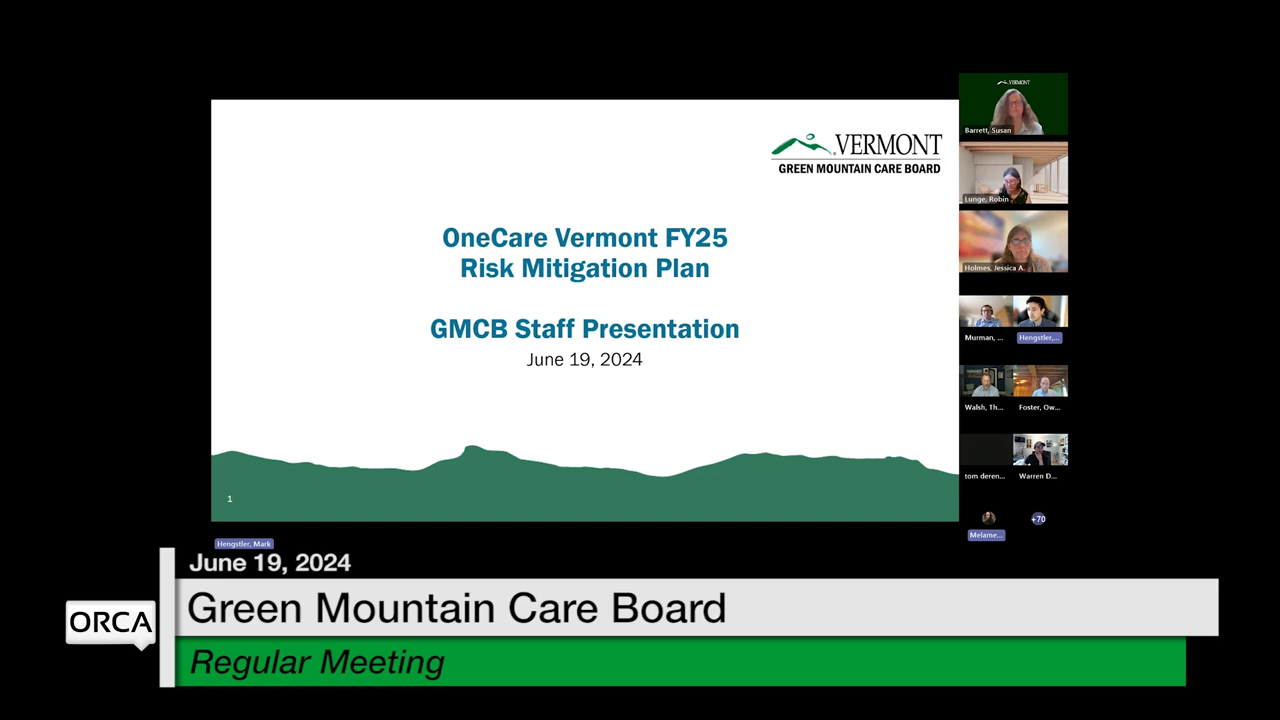 VERMONT
GREEN MOUNTAIN CARE BOARD
OneCare Vermont FY25
Risk Mitigation Plan
GMCB Staff Presentation
June 19, 2024
1
VERMONT
Barrett, Susan
Lunge, Robin
Holmes, Jessica A.
Murman, ...
Hengstler,...
Walsh, Th...
Foster, Ow...
tom deren...
Warren D...
Melame...
+70
Hengstler, Mark
June 19, 2024
ORCA
Green Mountain Care Board
Regular Meeting